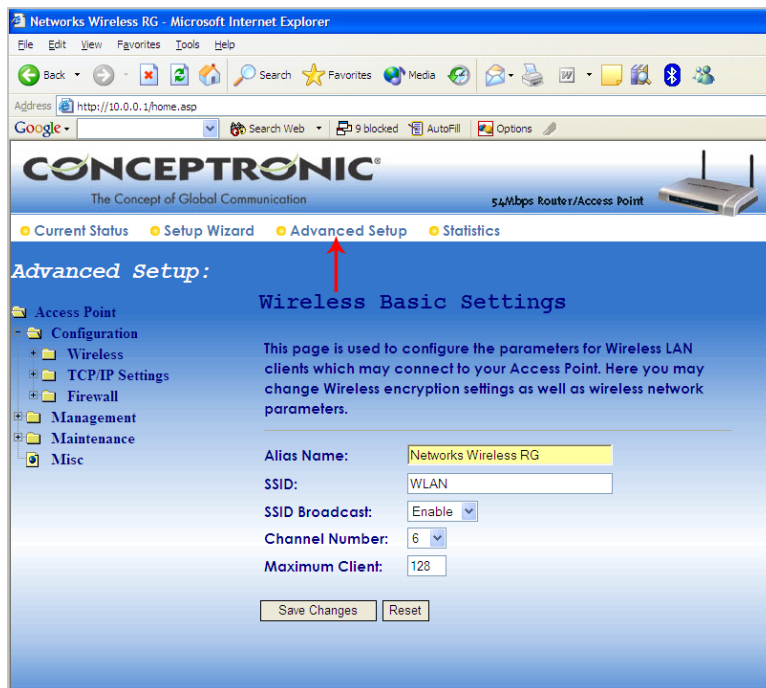 Networks Wireless RG - Microsoft Internet Explorer
File Edit View Favorites Tools Help
Back Search Favorites Media
Address http://10.0.0.1/home.asp
Google Search Web 9 blocked AutoFill Options
CONCEPTRONIC®
The Concept of Global Communication
54Mbps Router/Access Point
Current Status Setup Wizard Advanced Setup Statistics
Advanced Setup:
Access Point
Configuration
Wireless
TCP/IP Settings
Firewall
Management
Maintenance
Misc
Wireless Basic Settings
This page is used to configure the parameters for Wireless LAN
clients which may connect to your Access Point. Here you may
change Wireless encryption settings as well as wireless network
parameters.
Alias Name: Networks Wireless RG
SSID: WLAN
SSID Broadcast: Enable
Channel Number: 6
Maximum Client: 128
Save Changes Reset